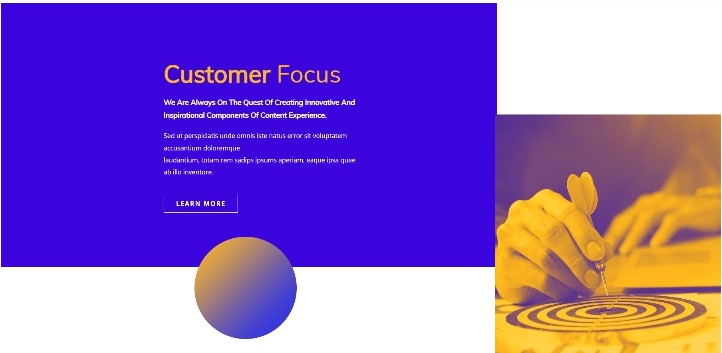 Customer Focus
We Are Always On The Quest Of Creating Innovative And
Inspirational Components Of Content Experience.
Sed ut perspiciatis unde omnis iste natus error sit voluptatem
accusantium doloremque
laudantium, totam rem sadips ipsums aperiam, eaque ipsa quae
ab illo inventore.
LEARN MORE